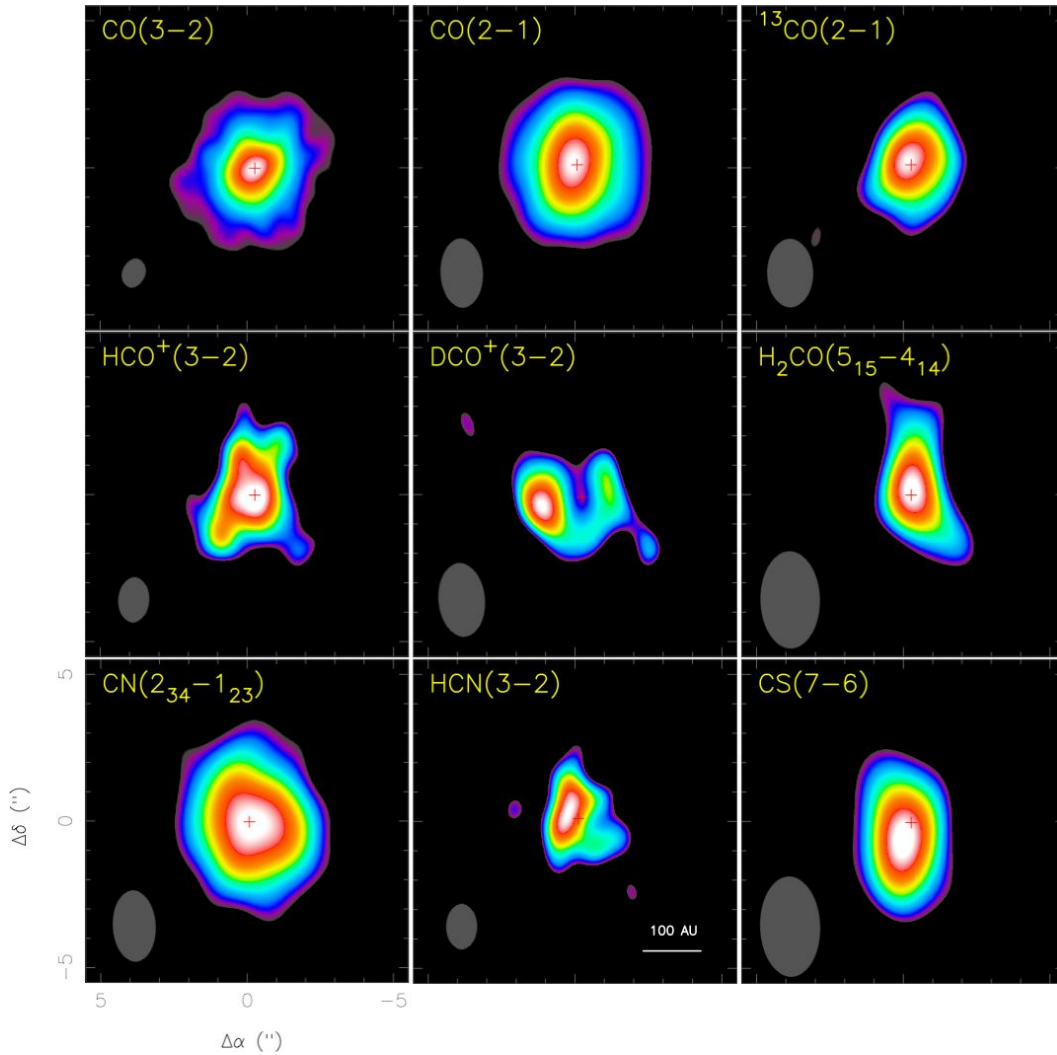 CO(3−2)
CO(2−1)
¹³CO(2−1)
HCO⁺(3−2)
DCO⁺(3−2)
H₂CO(5₁₅−4₁₄)
CN(2₃₄−1₂₃)
HCN(3−2)
CS(7−6)
5
0
−5
Δδ (")
100 AU
5
0
−5
Δα (")